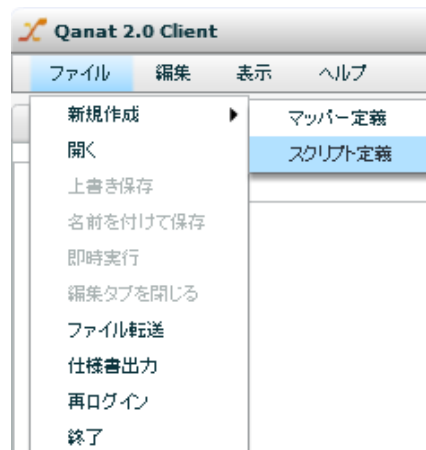 Qanat 2.0 Client
ファイル 編集 表示 ヘルプ
新規作成 マッパー定義
開く スクリプト定義
上書き保存
名前を付けて保存
即時実行
編集タブを閉じる
ファイル転送
仕様書出力
再ログイン
終了